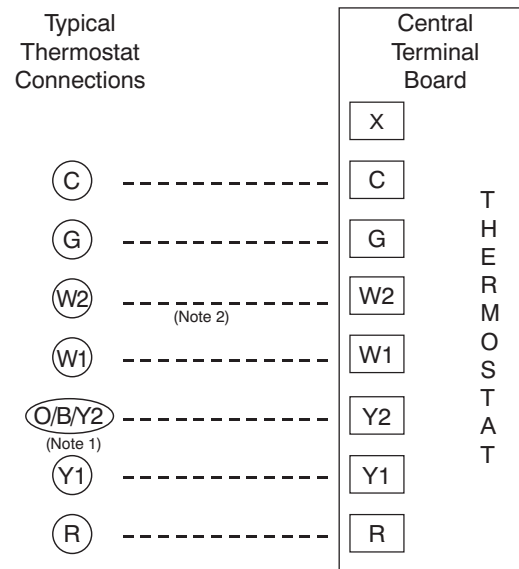 Typical
Thermostat
Connections
Central
Terminal
Board
X
C
C
G
G
W2
(Note 2)
W2
W1
W1
O/B/Y2
(Note 1)
Y2
Y1
Y1
R
R
THERMOSTAT